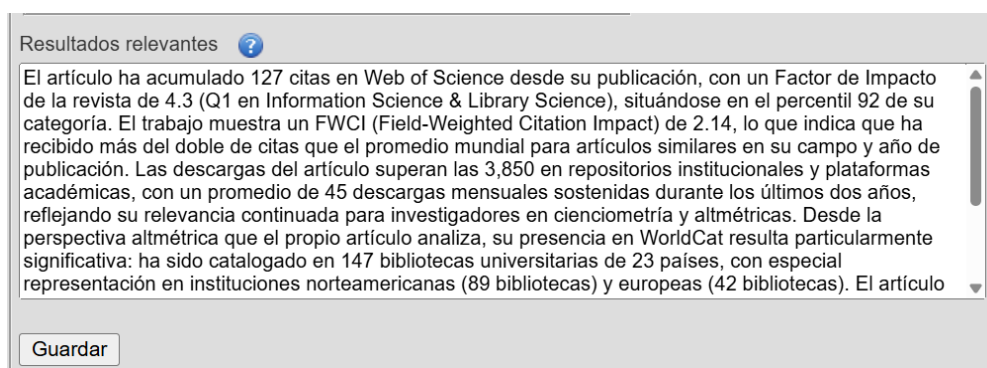 Resultados relevantes ?
El artículo ha acumulado 127 citas en Web of Science desde su publicación, con un Factor de Impacto
de la revista de 4.3 (Q1 en Information Science & Library Science), situándose en el percentil 92 de su
categoría. El trabajo muestra un FWCI (Field-Weighted Citation Impact) de 2.14, lo que indica que ha
recibido más del doble de citas que el promedio mundial para artículos similares en su campo y año de
publicación. Las descargas del artículo superan las 3,850 en repositorios institucionales y plataformas
académicas, con un promedio de 45 descargas mensuales sostenidas durante los últimos dos años,
reflejando su relevancia continuada para investigadores en cienciometría y altmétricas. Desde la
perspectiva altmétrica que el propio artículo analiza, su presencia en WorldCat resulta particularmente
significativa: ha sido catalogado en 147 bibliotecas universitarias de 23 países, con especial
representación en instituciones norteamericanas (89 bibliotecas) y europeas (42 bibliotecas). El artículo
Guardar